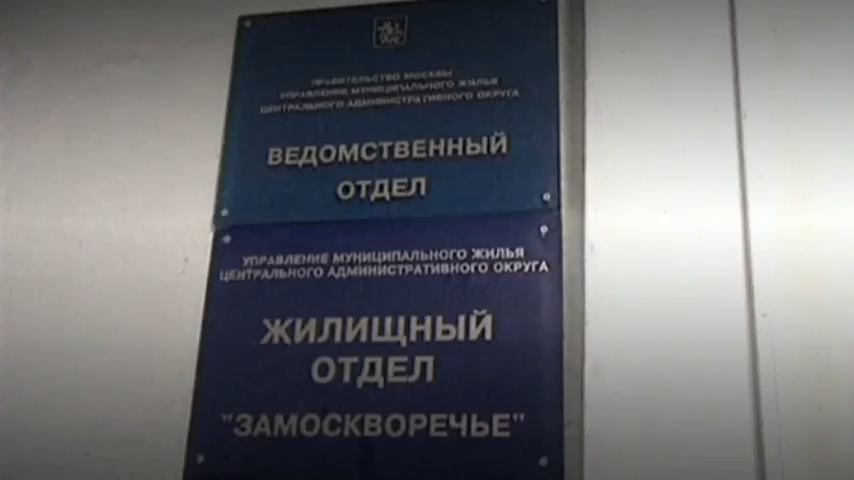 ПРАВИТЕЛЬСТВО МОСКВЫ
УПРАВЛЕНИЕ МУНИЦИПАЛЬНОГО ЖИЛЬЯ
ЦЕНТРАЛЬНОГО АДМИНИСТРАТИВНОГО ОКРУГА
ВЕДОМСТВЕННЫЙ
ОТДЕЛ
УПРАВЛЕНИЕ МУНИЦИПАЛЬНОГО ЖИЛЬЯ
ЦЕНТРАЛЬНОГО АДМИНИСТРАТИВНОГО ОКРУГА
ЖИЛИЩНЫЙ
ОТДЕЛ
"ЗАМОСКВОРЕЧЬЕ"